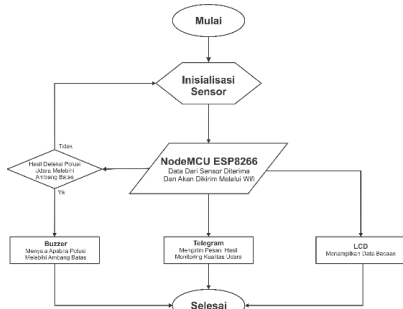 Mulai
Inisialisasi
Sensor
Tidak
Hasil Deteksi Polusi
Udara Melebihi
Ambang Batas
Ya
NodeMCU ESP8266
Data Dari Sensor Diterima
Dan Akan Dikirim Melalui Wifi
Buzzer
Menyala Apabila Polusi
Melebihi Ambang Batas
Telegram
Mengirim Pesan Hasil
Monitoring Kualitas Udara
LCD
Menampilkan Data Bacaan
Selesai